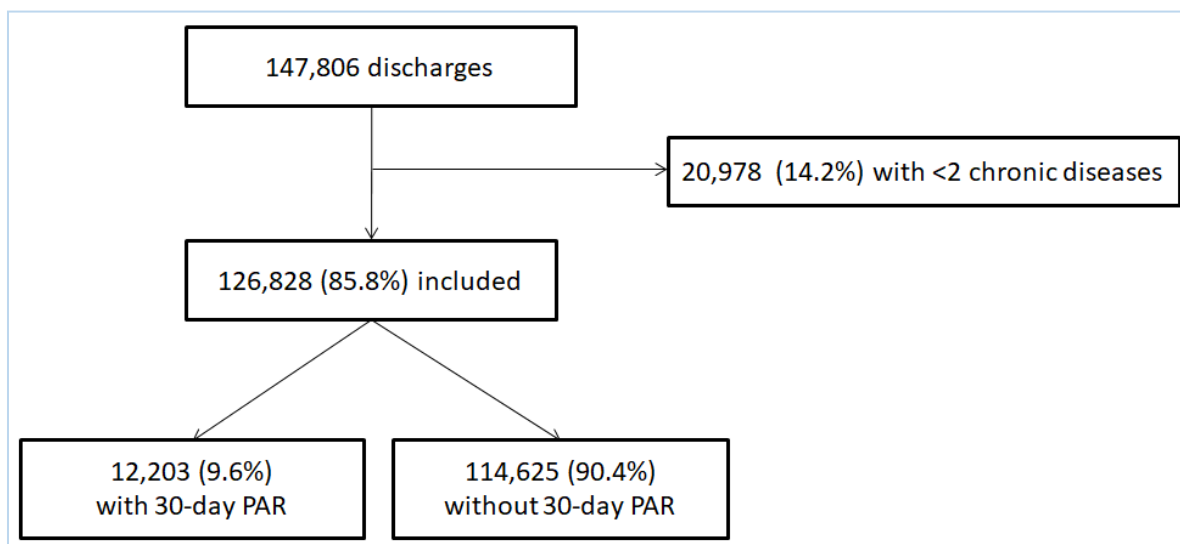 147,806 discharges
20,978 (14.2%) with <2 chronic diseases
126,828 (85.8%) included
12,203 (9.6%)
with 30-day PAR
114,625 (90.4%)
without 30-day PAR